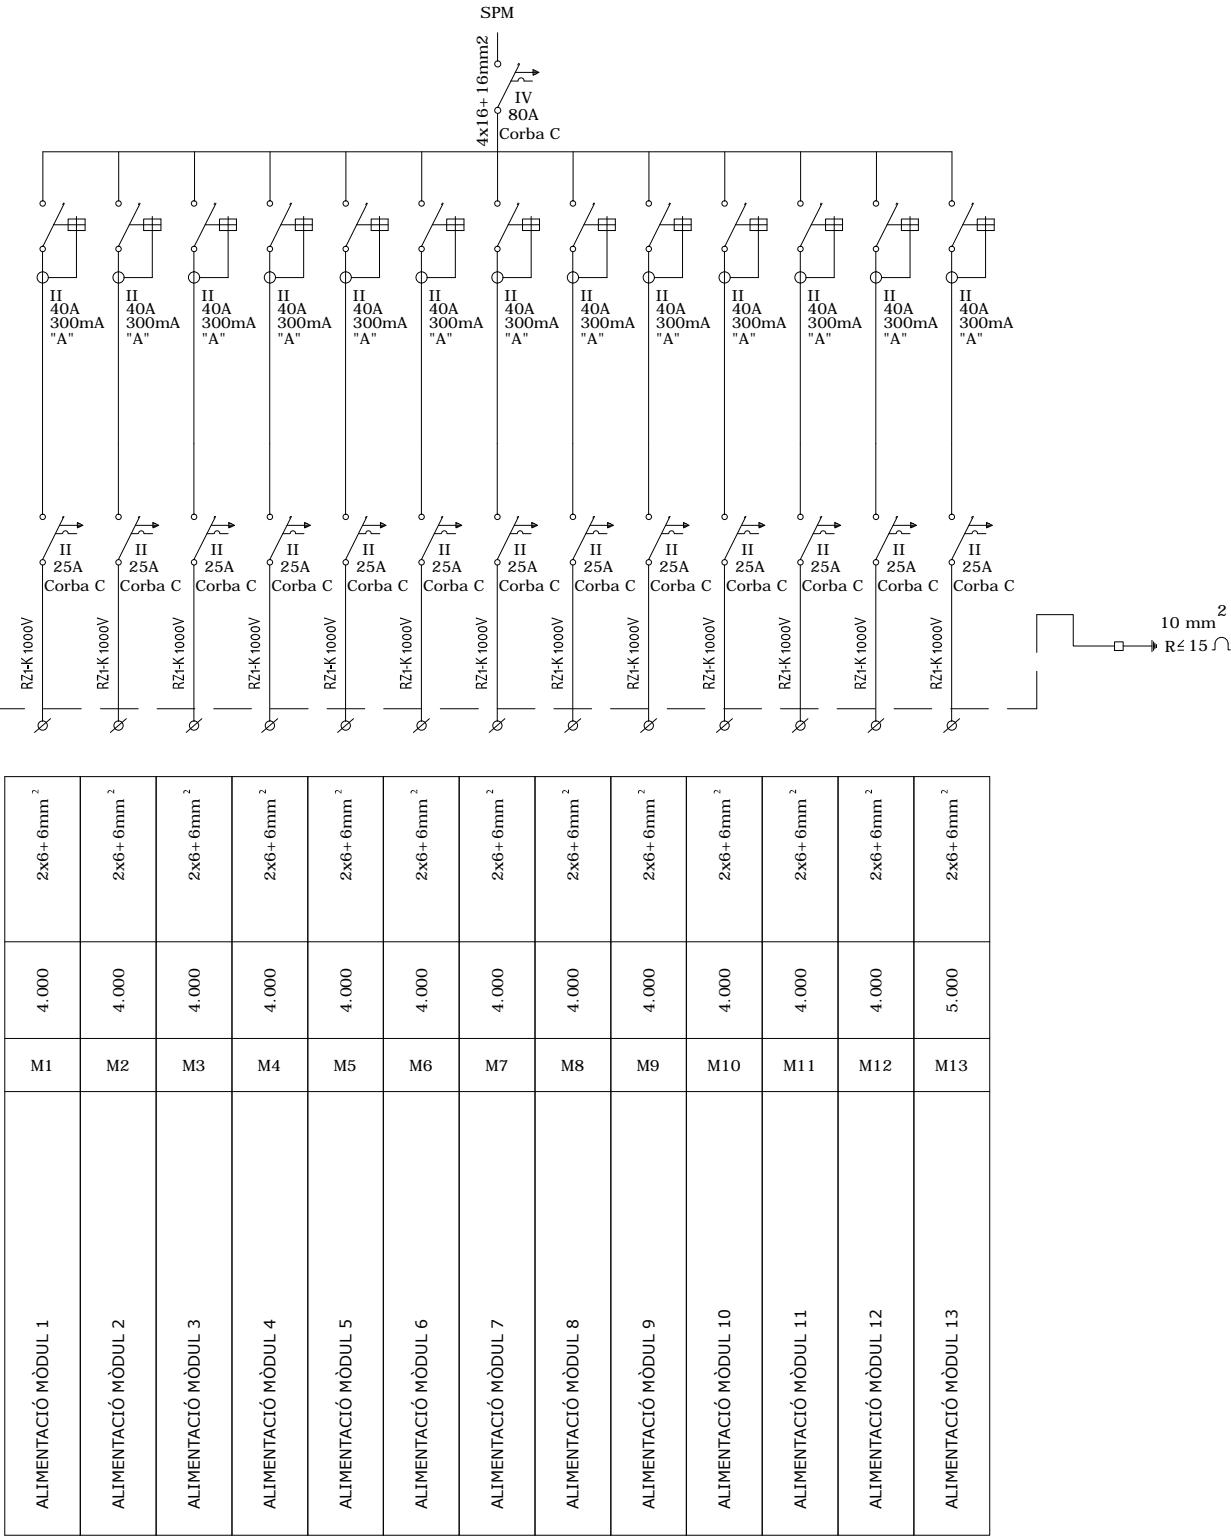 SPM
4x16+16mm2
IV
80A
Corba C
II II II II II II II II II II II II II
40A 40A 40A 40A 40A 40A 40A 40A 40A 40A 40A 40A 40A
300mA 300mA 300mA 300mA 300mA 300mA 300mA 300mA 300mA 300mA 300mA 300mA 300mA
"A" "A" "A" "A" "A" "A" "A" "A" "A" "A" "A" "A" "A"
II II II II II II II II II II II II II
25A 25A 25A 25A 25A 25A 25A 25A 25A 25A 25A 25A 25A
Corba C Corba C Corba C Corba C Corba C Corba C Corba C Corba C Corba C Corba C Corba C Corba C Corba C
RZ1-K 1000V RZ1-K 1000V RZ1-K 1000V RZ1-K 1000V RZ1-K 1000V RZ1-K 1000V RZ1-K 1000V RZ1-K 1000V RZ1-K 1000V RZ1-K 1000V RZ1-K 1000V RZ1-K 1000V RZ1-K 1000V
10 mm²
R≤ 15 Ω
2x6+6mm² 2x6+6mm² 2x6+6mm² 2x6+6mm² 2x6+6mm² 2x6+6mm² 2x6+6mm² 2x6+6mm² 2x6+6mm² 2x6+6mm² 2x6+6mm² 2x6+6mm² 2x6+6mm²
4.000 4.000 4.000 4.000 4.000 4.000 4.000 4.000 4.000 4.000 4.000 4.000 5.000
M1 M2 M3 M4 M5 M6 M7 M8 M9 M10 M11 M12 M13
ALIMENTACIÓ MÒDUL 1
ALIMENTACIÓ MÒDUL 2
ALIMENTACIÓ MÒDUL 3
ALIMENTACIÓ MÒDUL 4
ALIMENTACIÓ MÒDUL 5
ALIMENTACIÓ MÒDUL 6
ALIMENTACIÓ MÒDUL 7
ALIMENTACIÓ MÒDUL 8
ALIMENTACIÓ MÒDUL 9
ALIMENTACIÓ MÒDUL 10
ALIMENTACIÓ MÒDUL 11
ALIMENTACIÓ MÒDUL 12
ALIMENTACIÓ MÒDUL 13